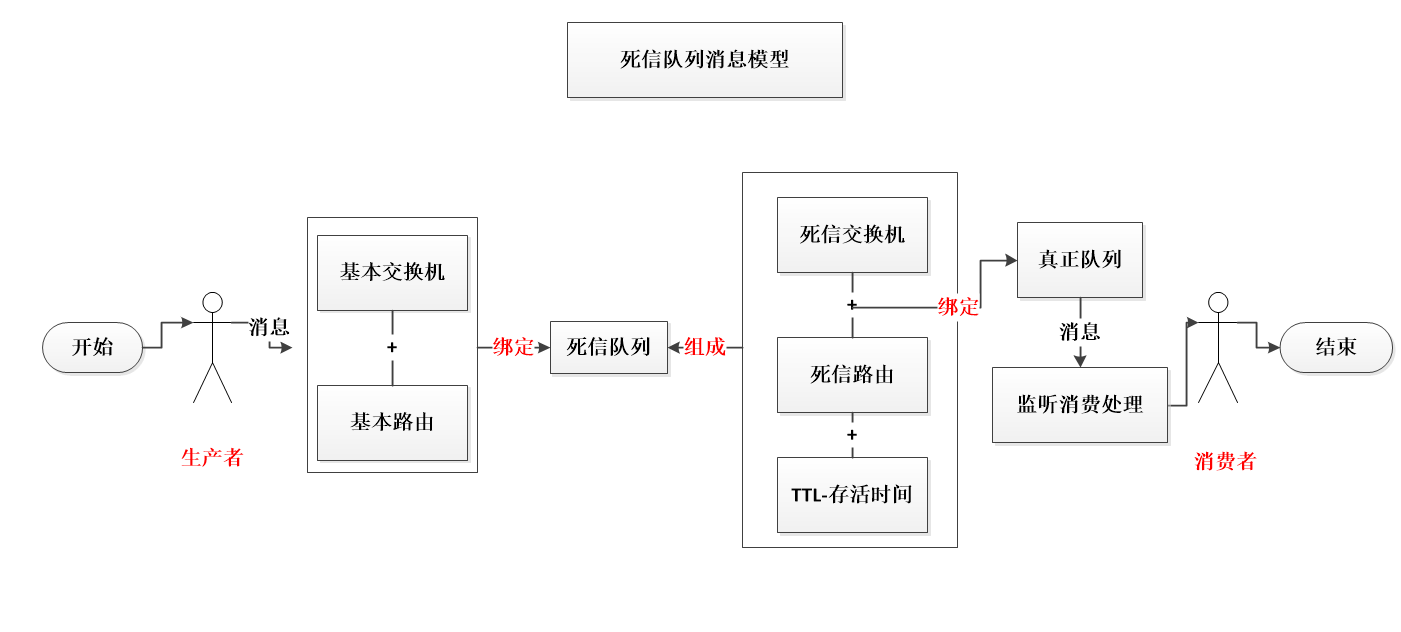 死信队列消息模型
开始
消息
生产者
基本交换机
+
基本路由
绑定
死信队列
组成
死信交换机
+
死信路由
+
TTL-存活时间
绑定
真正队列
消息
监听消费处理
消费者
结束